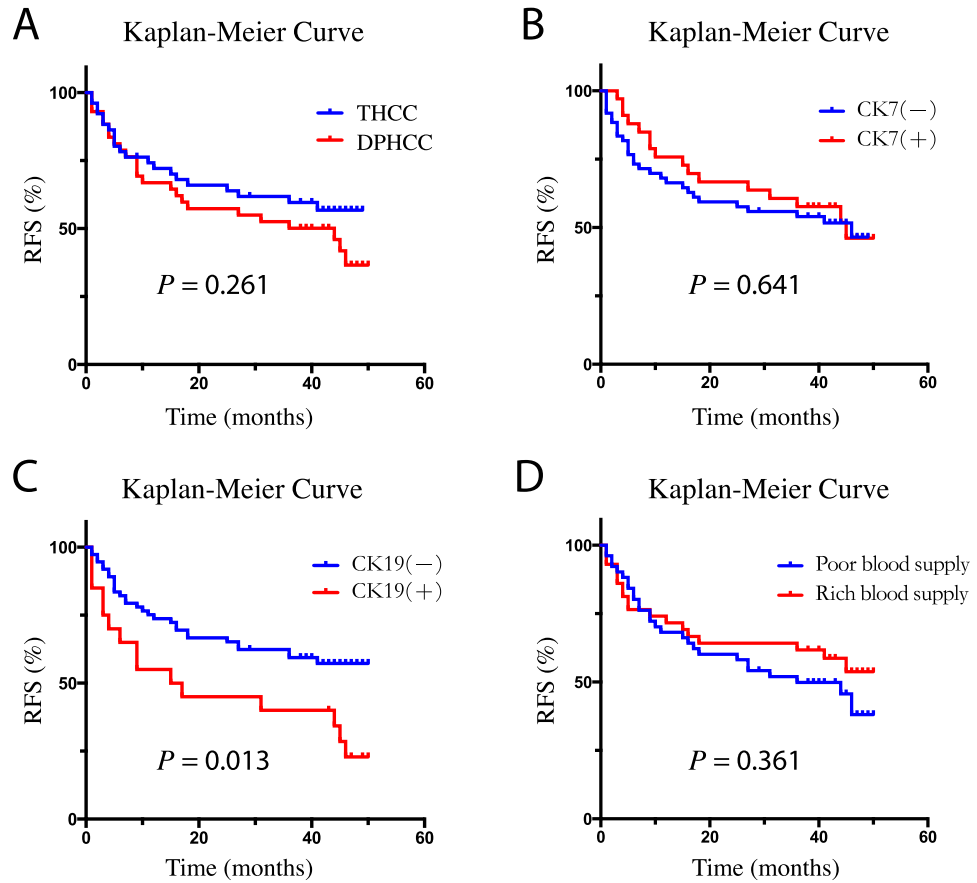 A
Kaplan-Meier Curve
100
50
0
RFS (%)
THCC
DPHCC
P = 0.261
0 20 40 60
Time (months)
B
Kaplan-Meier Curve
100
50
0
RFS (%)
CK7(−)
CK7(+)
P = 0.641
0 20 40 60
Time (months)
C
Kaplan-Meier Curve
100
50
0
RFS (%)
CK19(−)
CK19(+)
P = 0.013
0 20 40 60
Time (months)
D
Kaplan-Meier Curve
100
50
0
RFS (%)
Poor blood supply
Rich blood supply
P = 0.361
0 20 40 60
Time (months)